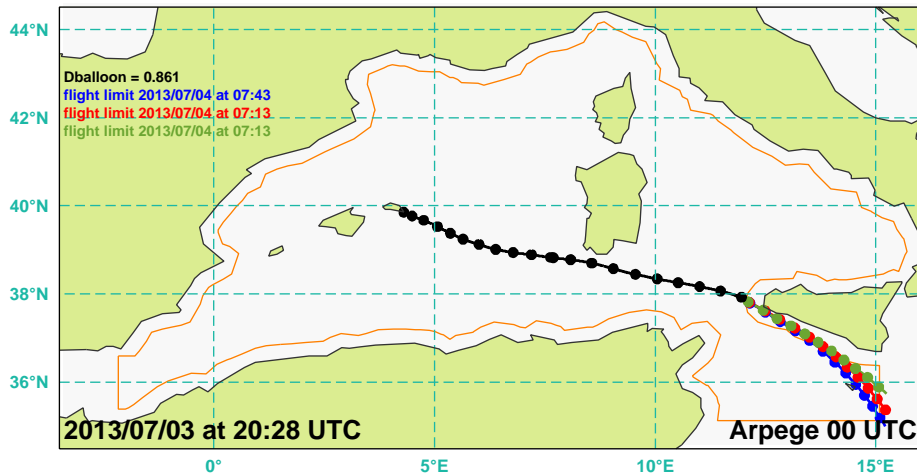 44°N
Dballoon = 0.861
flight limit 2013/07/04 at 07:43
flight limit 2013/07/04 at 07:13
flight limit 2013/07/04 at 07:13
42°N
40°N
38°N
36°N
2013/07/03 at 20:28 UTC
Arpege 00 UTC
0°
5°E
10°E
15°E